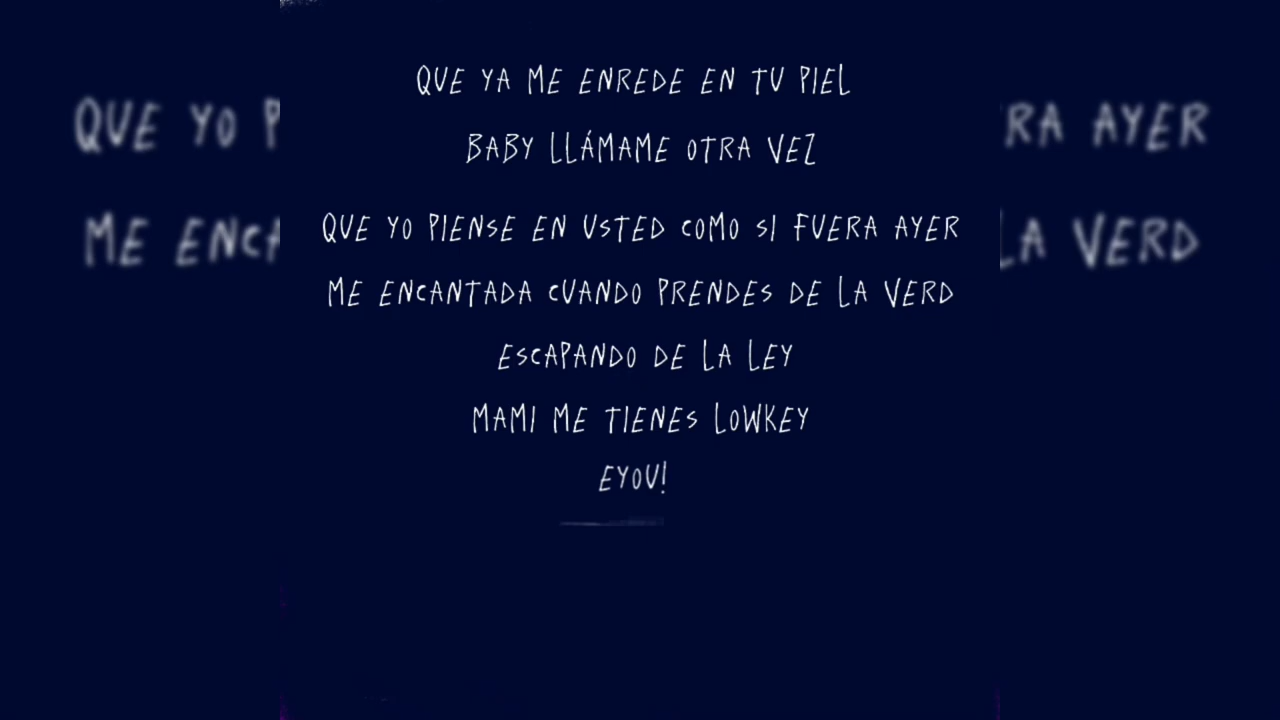 QUE YA ME ENREDE EN TU PIEL
BABY LLÁMAME OTRA VEZ
QUE YO PIENSE EN USTED COMO SI FUERA AYER
ME ENCANTADA CUANDO PRENDES DE LA VERD
ESCAPANDO DE LA LEY
MAMI ME TIENES LOWKEY
EYOU!